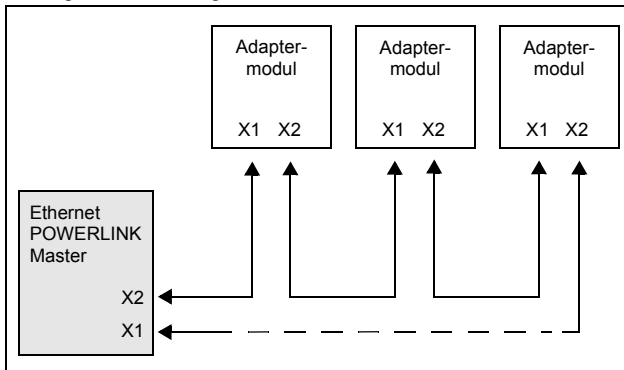 Adapter-
modul
X1 X2
Adapter-
modul
X1 X2
Adapter-
modul
X1 X2
Ethernet
POWERLINK
Master
X2
X1